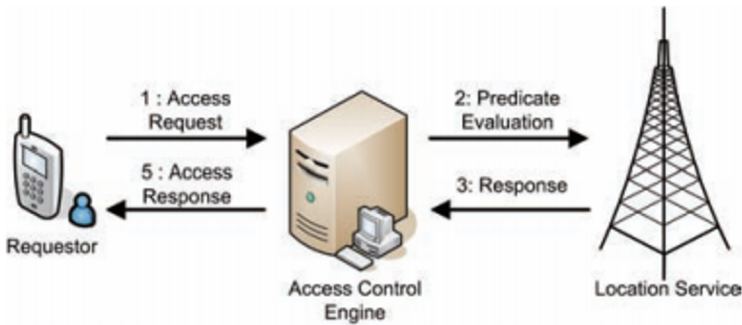 1 : Access
Request
2: Predicate
Evaluation
5 : Access
Response
3: Response
Requestor
Access Control
Engine
Location Service